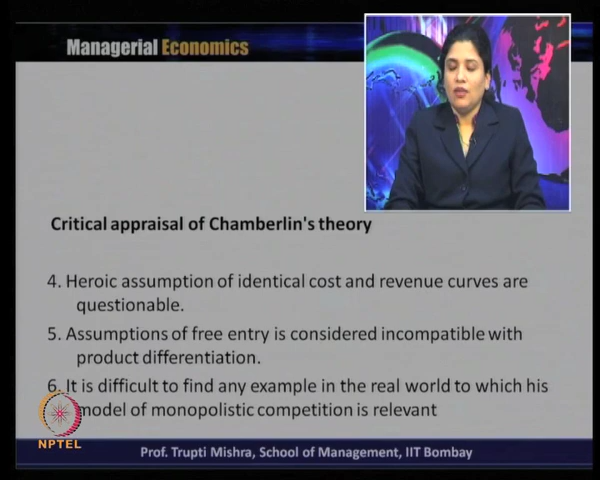 Managerial Economics
Critical appraisal of Chamberlin's theory
4. Heroic assumption of identical cost and revenue curves are
questionable.
5. Assumptions of free entry is considered incompatible with
product differentiation.
6. It is difficult to find any example in the real world to which his
model of monopolistic competition is relevant
NPTEL
Prof. Trupti Mishra, School of Management, IIT Bombay